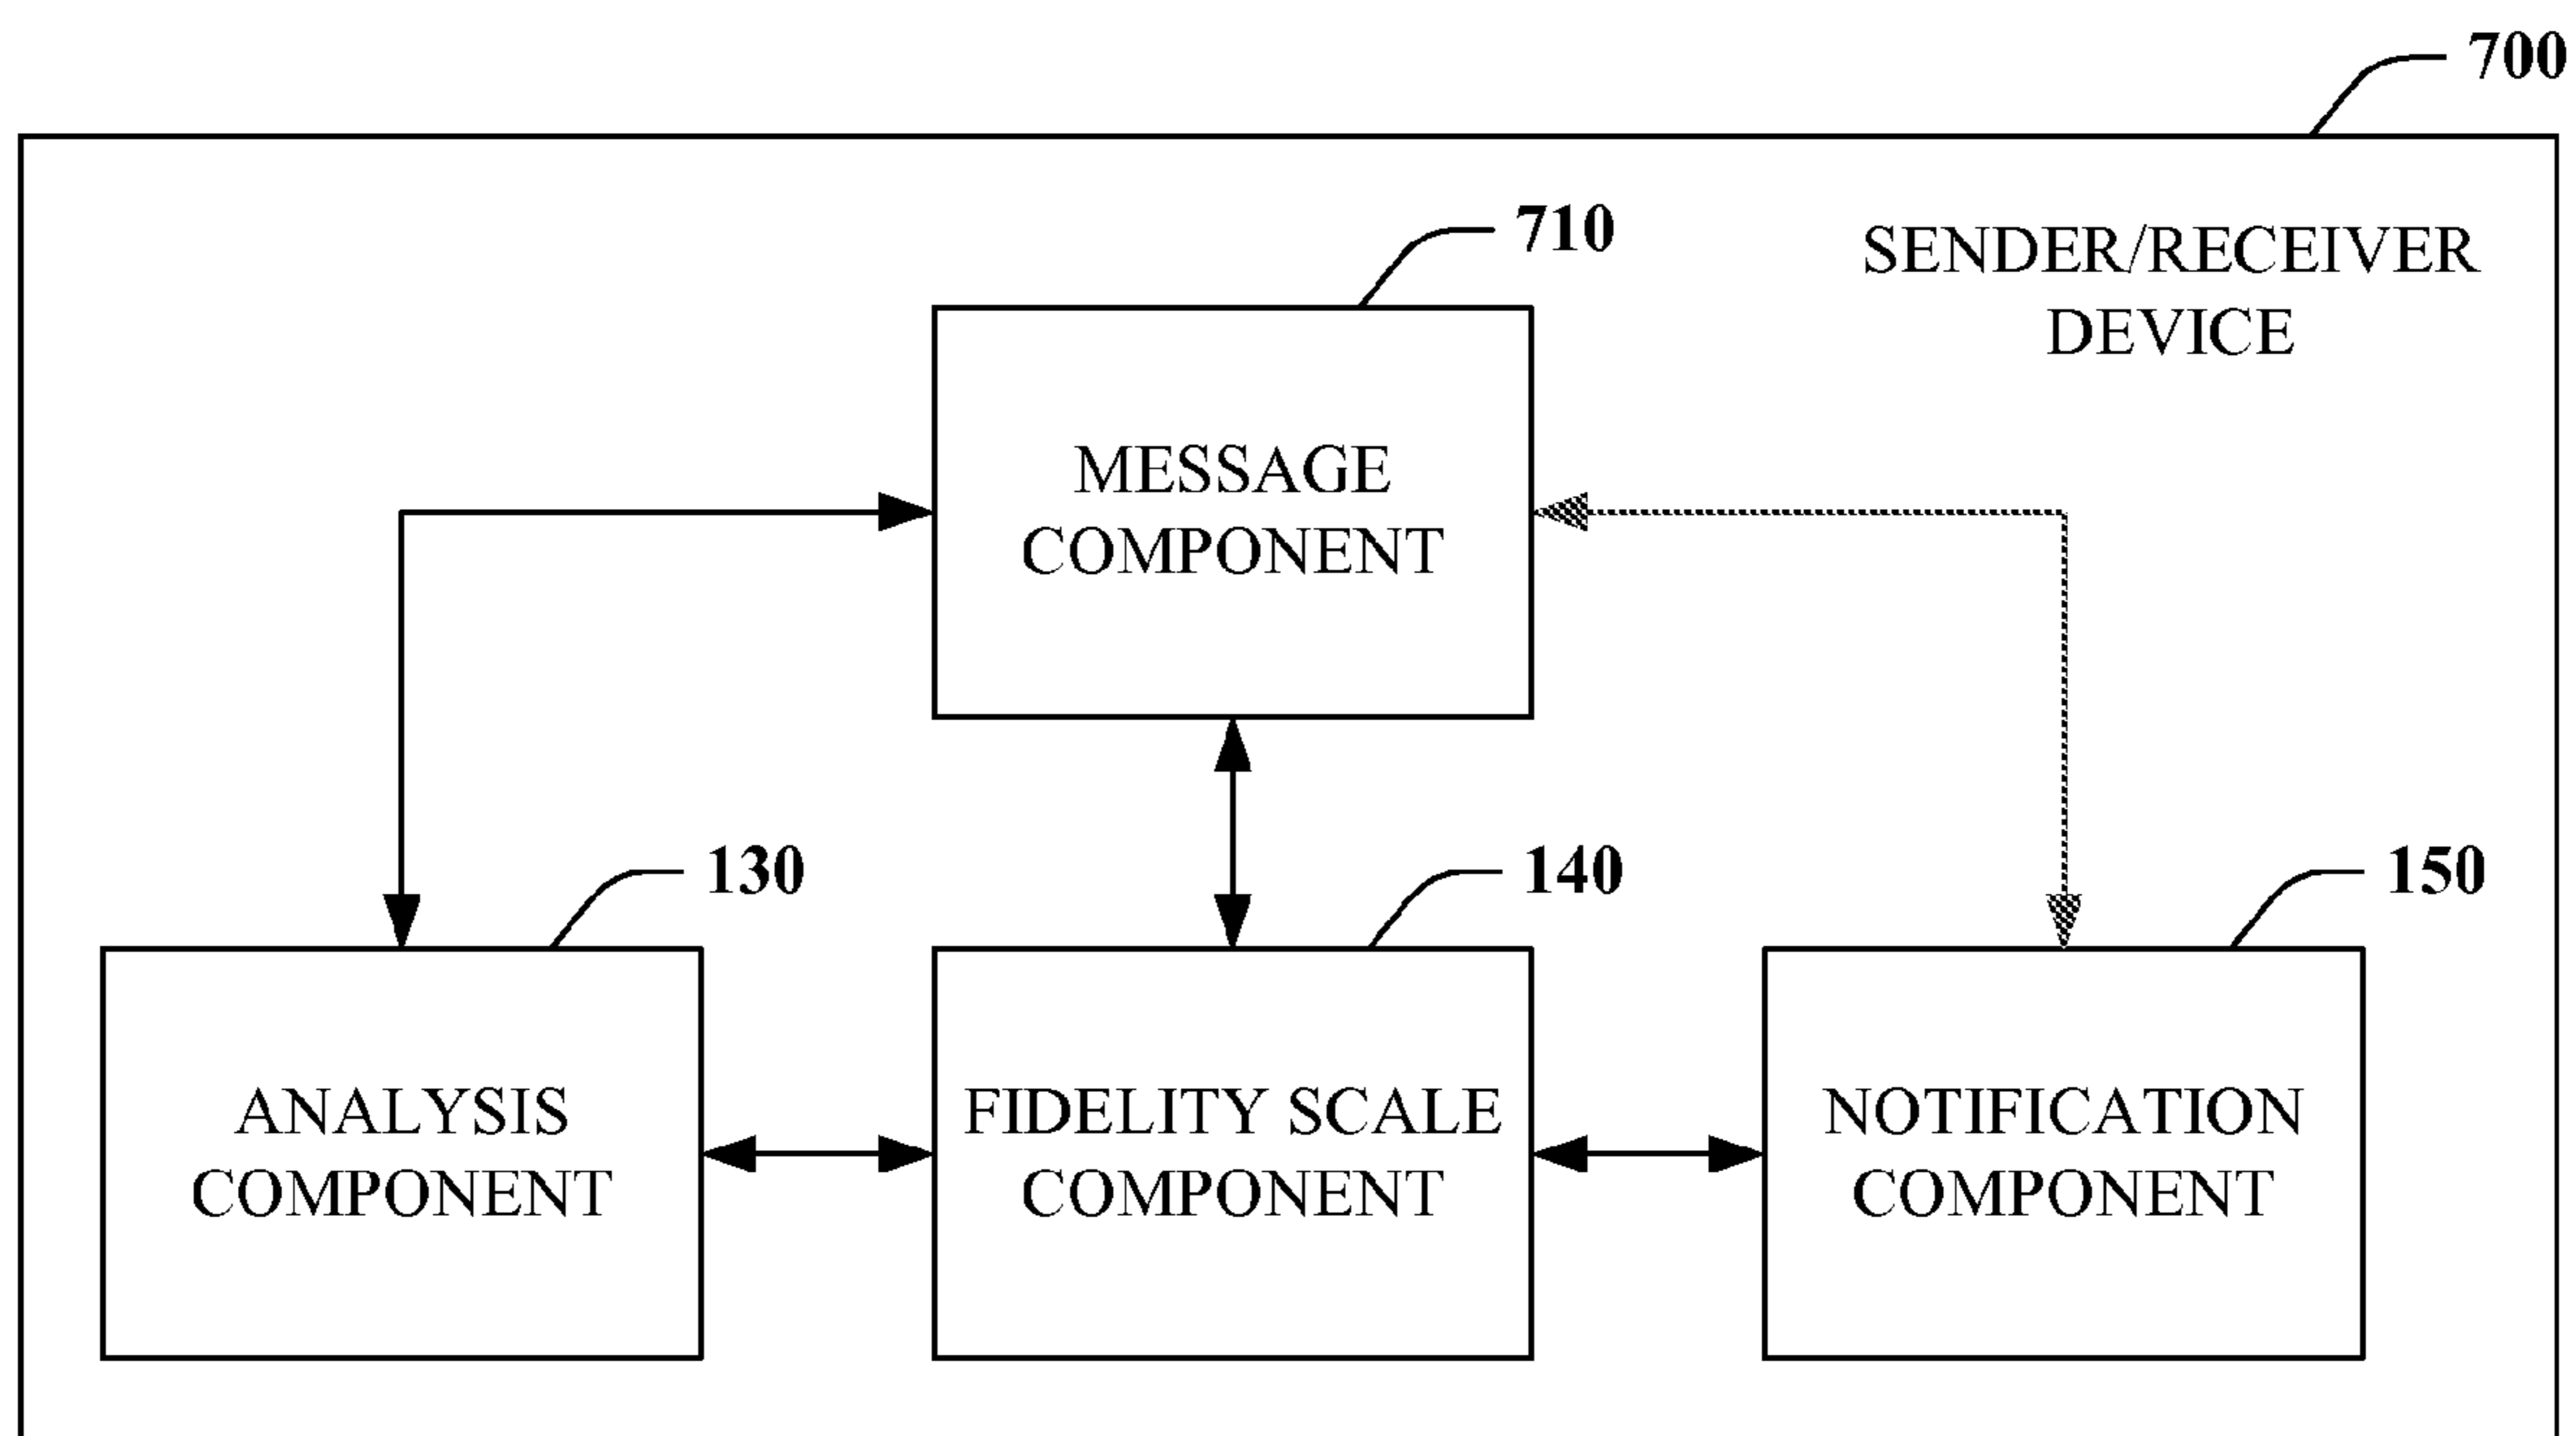 700
710
SENDER/RECEIVER
DEVICE
MESSAGE
COMPONENT
130
140
150
ANALYSIS
COMPONENT
FIDELITY SCALE
COMPONENT
NOTIFICATION
COMPONENT